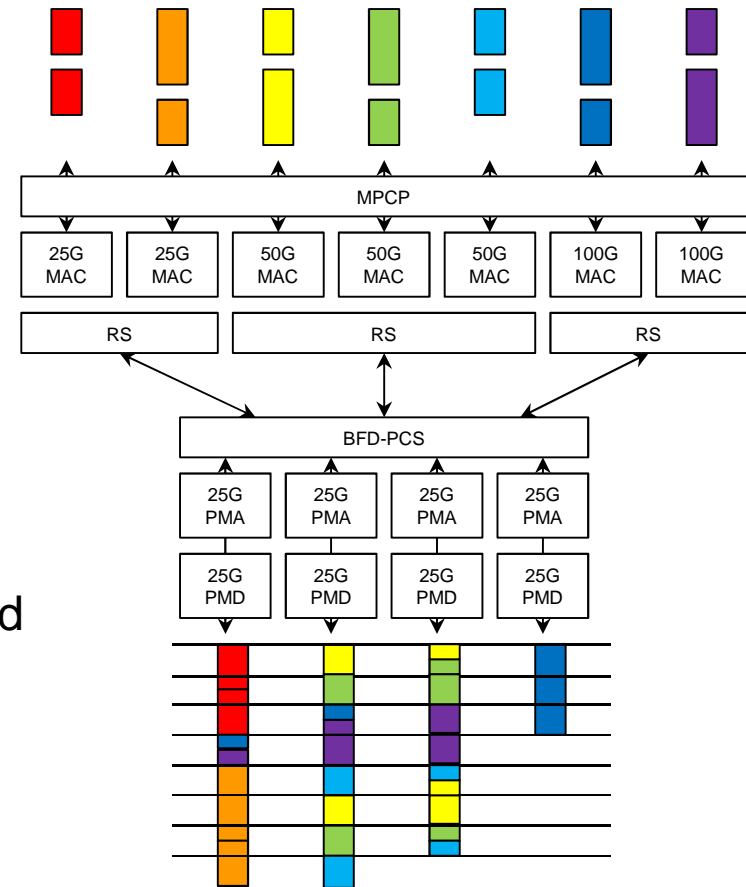 MPCP
25G 25G 50G 50G 50G 100G 100G
MAC MAC MAC MAC MAC MAC MAC
RS RS RS
BFD-PCS
25G 25G 25G 25G
PMA PMA PMA PMA
25G 25G 25G 25G
PMD PMD PMD PMD
d